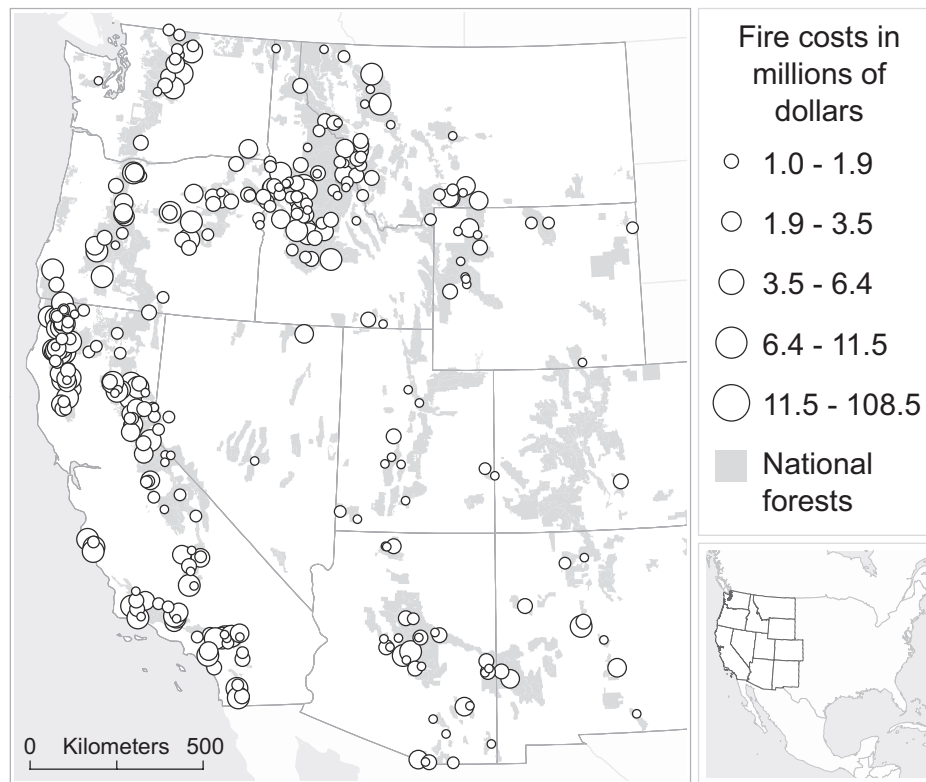 Fire costs in
millions of
dollars
1.0 - 1.9
1.9 - 3.5
3.5 - 6.4
6.4 - 11.5
11.5 - 108.5
National
forests
0 Kilometers 500